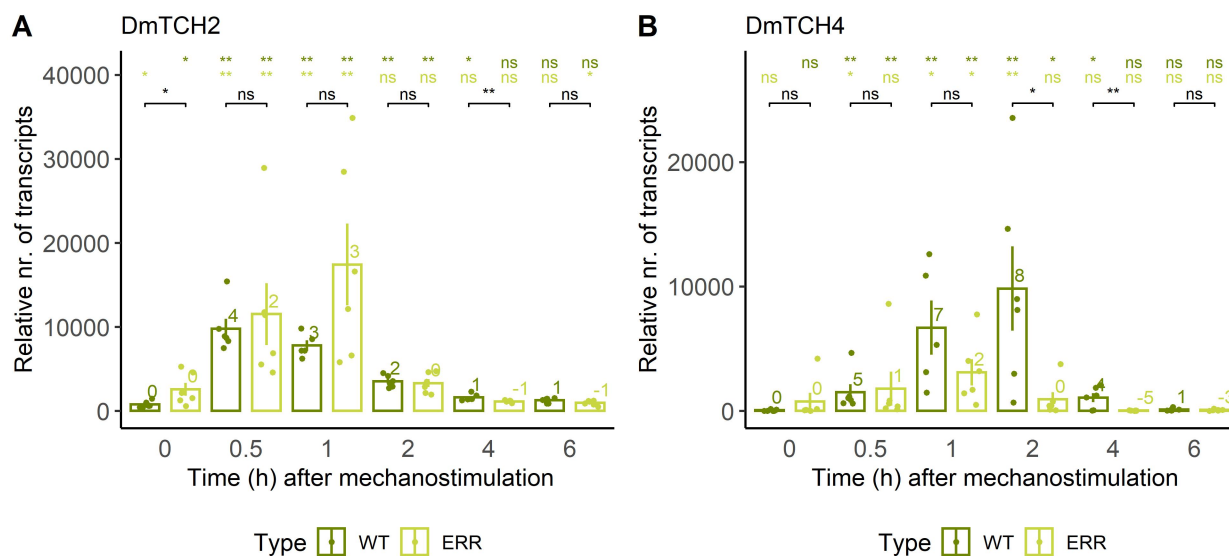 A
DmTCH2
* ** ** ** ** ** ** * ns ns ns
* ** ** ** ** ns ns ns ns ns *
* ns ns ns ** ns
40000
30000
20000
10000
0
Relative nr. of transcripts
0 0 4 2 3 3 2 0 1 -1 1 -1
0 0.5 1 2 4 6
Time (h) after mechanostimulation
Type WT ERR
B
DmTCH4
ns ** ** ** ** ** * * ns ns ns
ns * ns * * ** ns ns ns ns ns
ns ns ns * ** ns
20000
10000
0
Relative nr. of transcripts
0 0 5 1 7 2 8 0 4 -5 1 -3
0 0.5 1 2 4 6
Time (h) after mechanostimulation
Type WT ERR